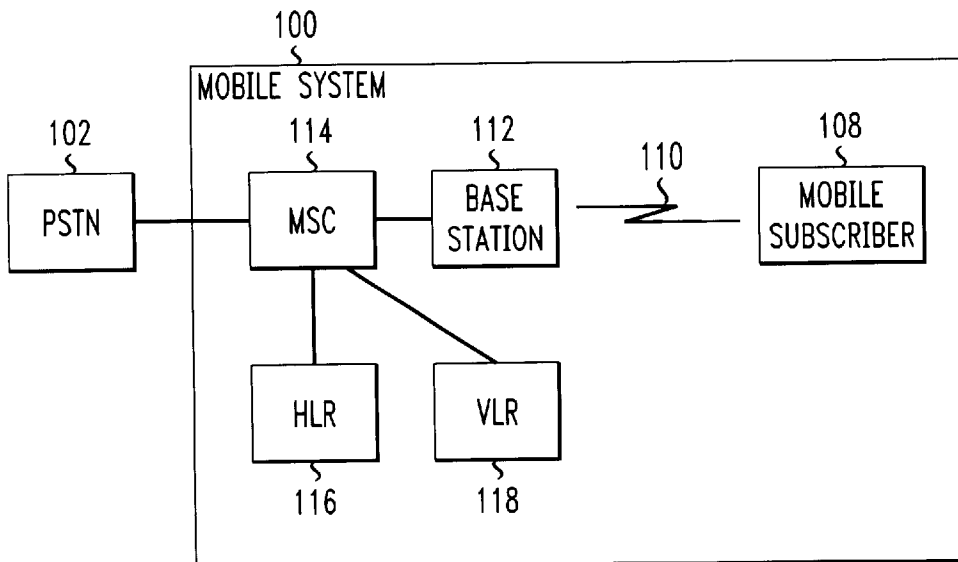 100
MOBILE SYSTEM
102
114
112
110
108
PSTN
MSC
BASE
STATION
MOBILE
SUBSCRIBER
HLR
VLR
116
118